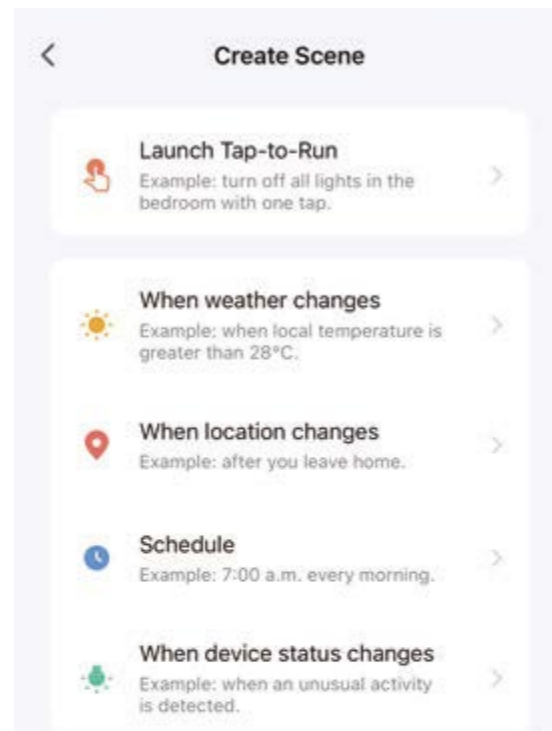 Create Scene
Launch Tap-to-Run
Example: turn off all lights in the
bedroom with one tap.
When weather changes
Example: when local temperature is
greater than 28°C.
When location changes
Example: after you leave home.
Schedule
Example: 7:00 a.m. every morning.
When device status changes
Example: when an unusual activity
is detected.